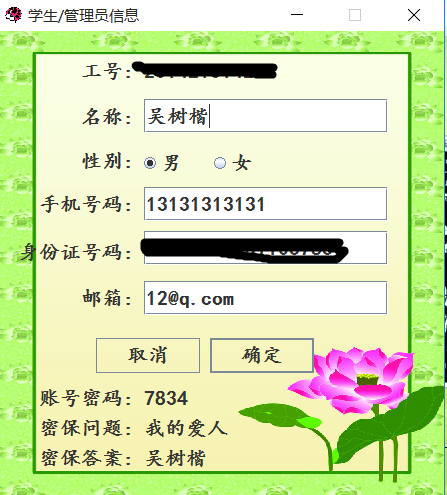 学生/管理员信息
工号：
名称：吴树楷
性别：男 女
手机号码：13131313131
身份证号码：
邮箱：12@q.com
取消 确定
账号密码：7834
密保问题：我的爱人
密保答案：吴树楷